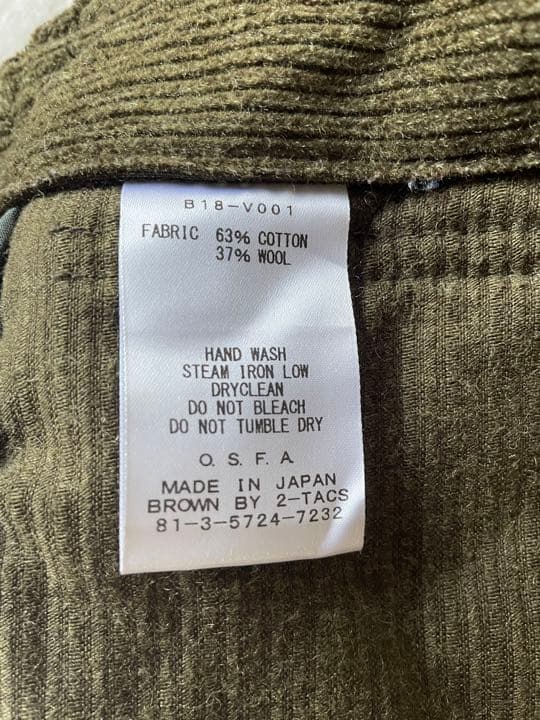 B18-V001
FABRIC 63% COTTON
37% WOOL
HAND WASH
STEAM IRON LOW
DRYCLEAN
DO NOT BLEACH
DO NOT TUMBLE DRY
O. S. F. A
MADE IN JAPAN
BROWN BY 2-TACS
81-3-5724-7232